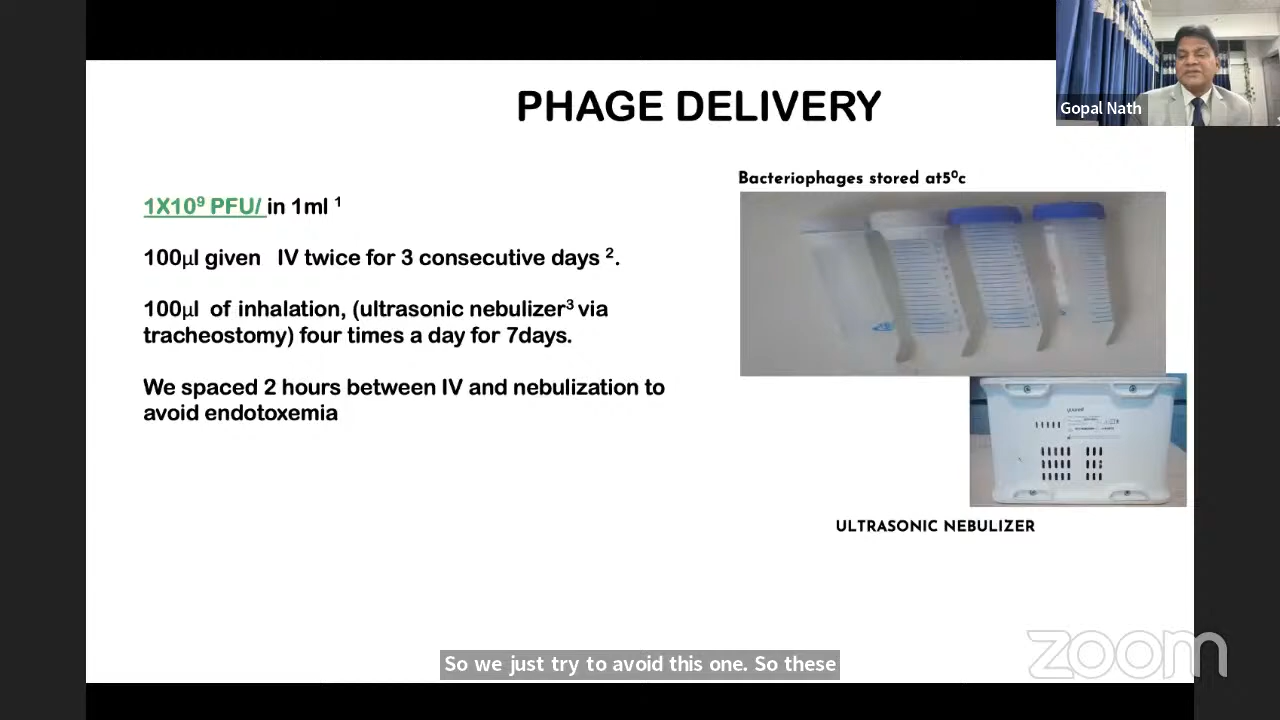 PHAGE DELIVERY
Gopal Nath
1X10⁹ PFU/ in 1ml ¹
100µl given IV twice for 3 consecutive days ².
100µl of inhalation, (ultrasonic nebulizer³ via
tracheostomy) four times a day for 7days.
We spaced 2 hours between IV and nebulization to
avoid endotoxemia
Bacteriophages stored at5⁰c
ULTRASONIC NEBULIZER
So we just try to avoid this one. So these
zoom